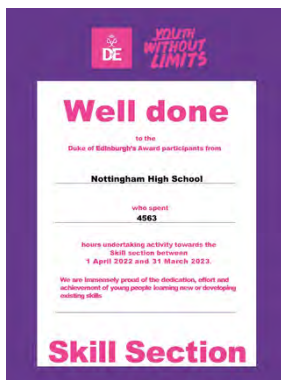 DE
YOUTH
WITHOUT
LIMITS
Well done
to the
Duke of Edinburgh's Award participants from
Nottingham High School
who spent
4563
hours undertaking activity towards the
Skill section between
1 April 2022 and 31 March 2023.
We are immensely proud of the dedication, effort and
achievement of young people learning new or developing
existing skills
Skill Section